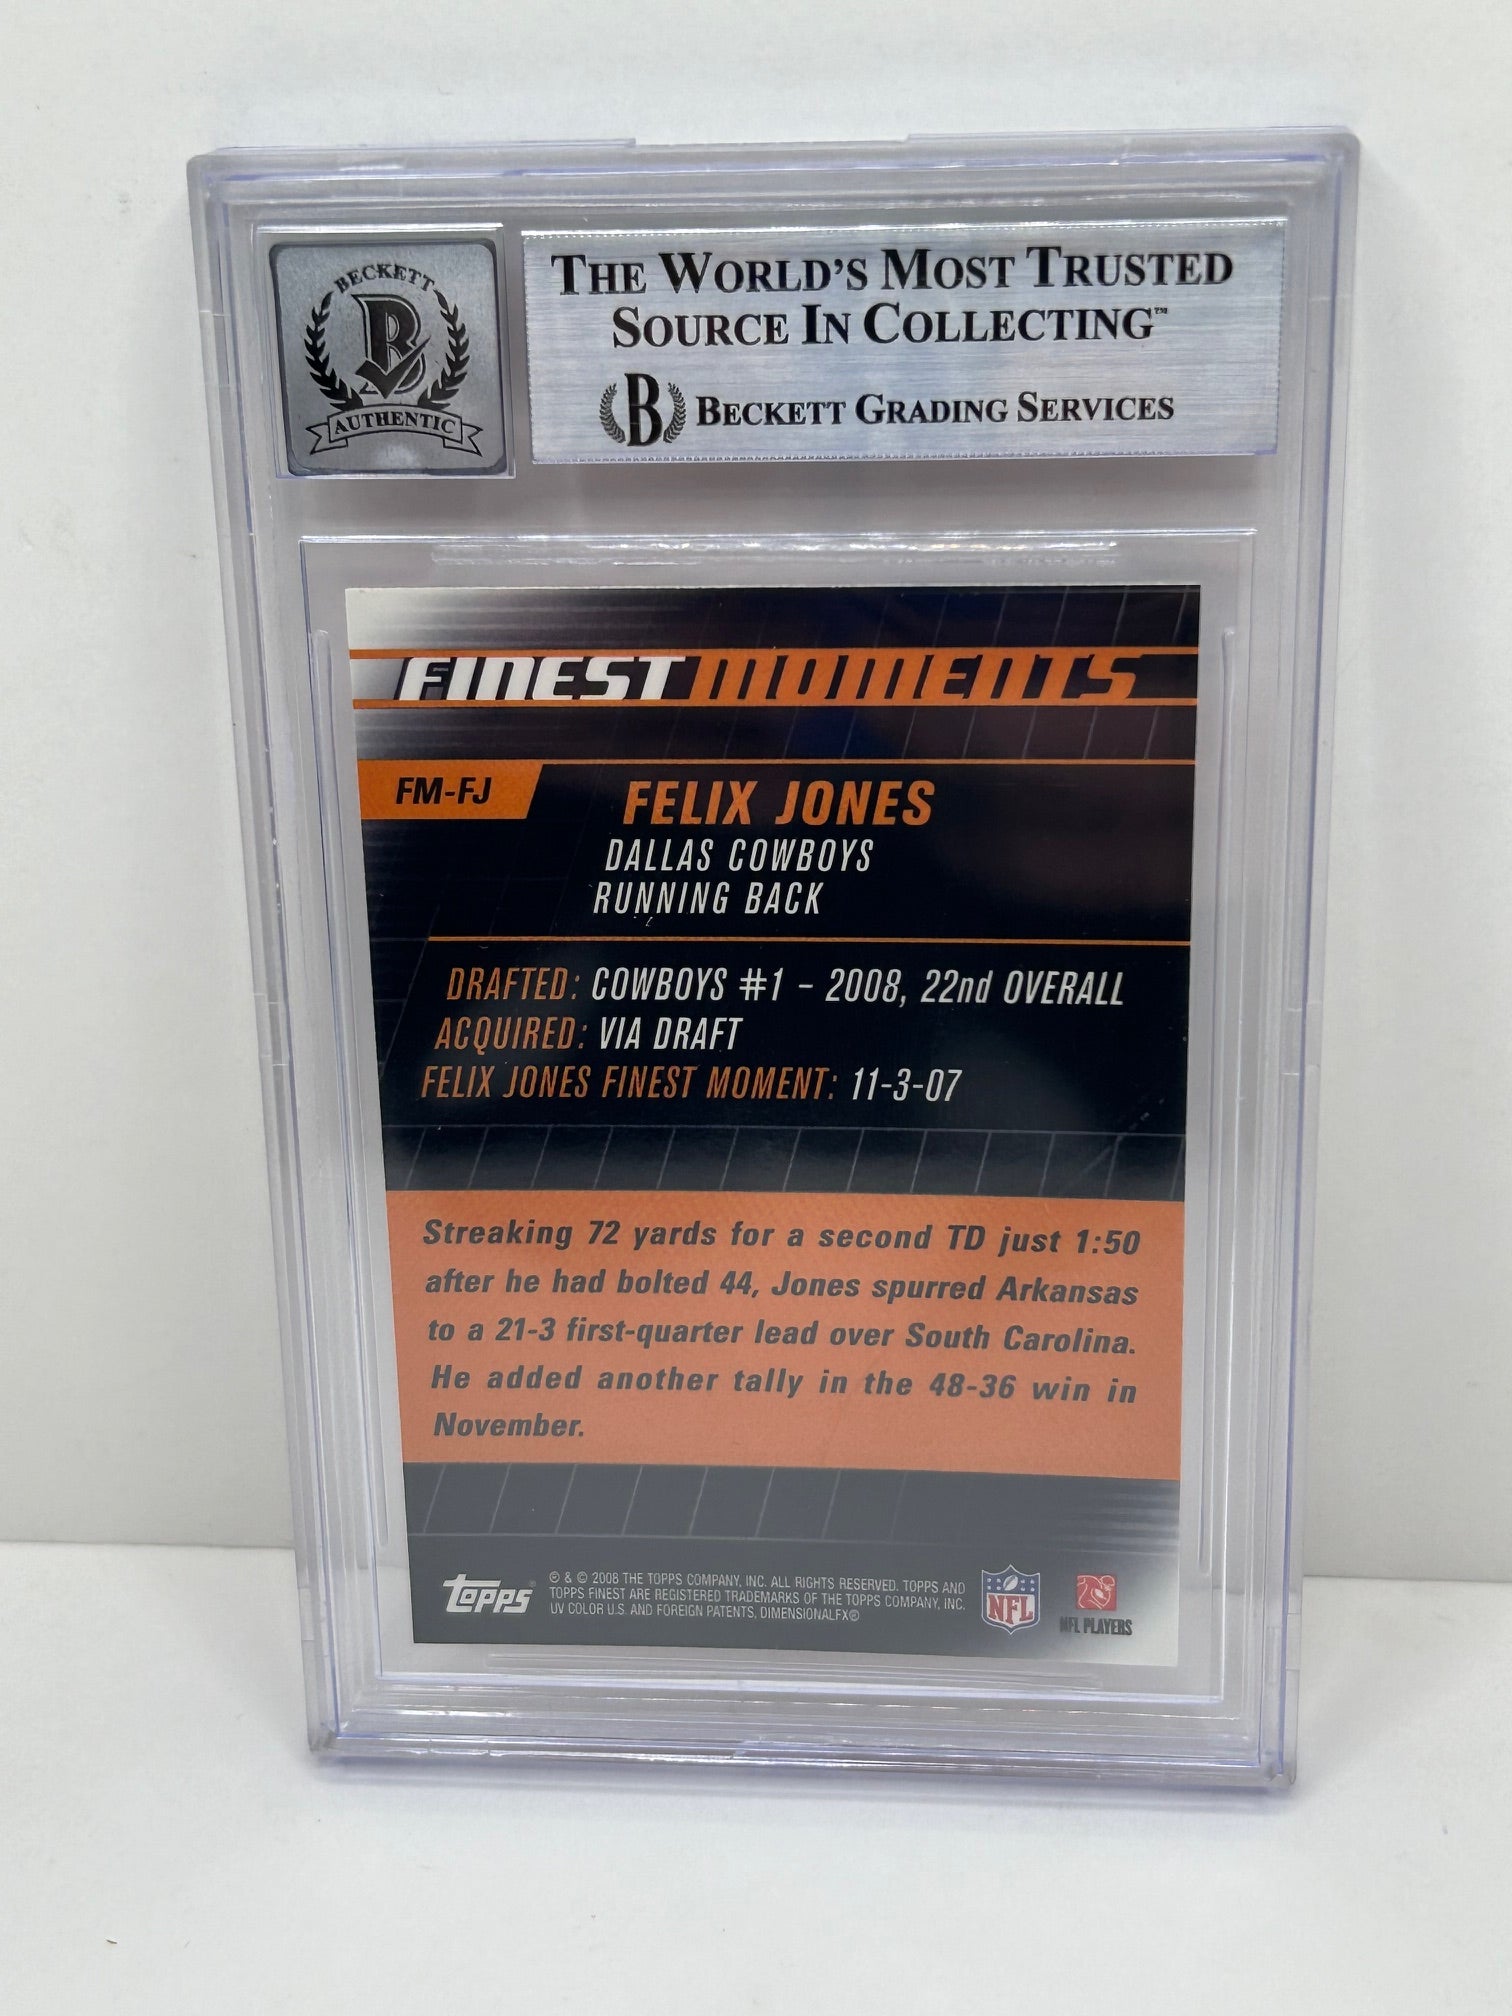 BECKETT
B
AUTHENTIC
THE WORLD'S MOST TRUSTED
SOURCE IN COLLECTING™
B BECKETT GRADING SERVICES
FINEST MOMENTS
FM-FJ
FELIX JONES
DALLAS COWBOYS
RUNNING BACK
DRAFTED: COWBOYS #1 - 2008, 22nd OVERALL
ACQUIRED: VIA DRAFT
FELIX JONES FINEST MOMENT: 11-3-07
Streaking 72 yards for a second TD just 1:50
after he had bolted 44, Jones spurred Arkansas
to a 21-3 first-quarter lead over South Carolina.
He added another tally in the 48-36 win in
November.
topps
® & © 2008 THE TOPPS COMPANY, INC. ALL RIGHTS RESERVED. TOPPS AND
TOPPS FINEST ARE REGISTERED TRADEMARKS OF THE TOPPS COMPANY, INC.
UV COLOR U.S. AND FOREIGN PATENTS, DIMENSIONALFX®
NFL
NFL PLAYERS